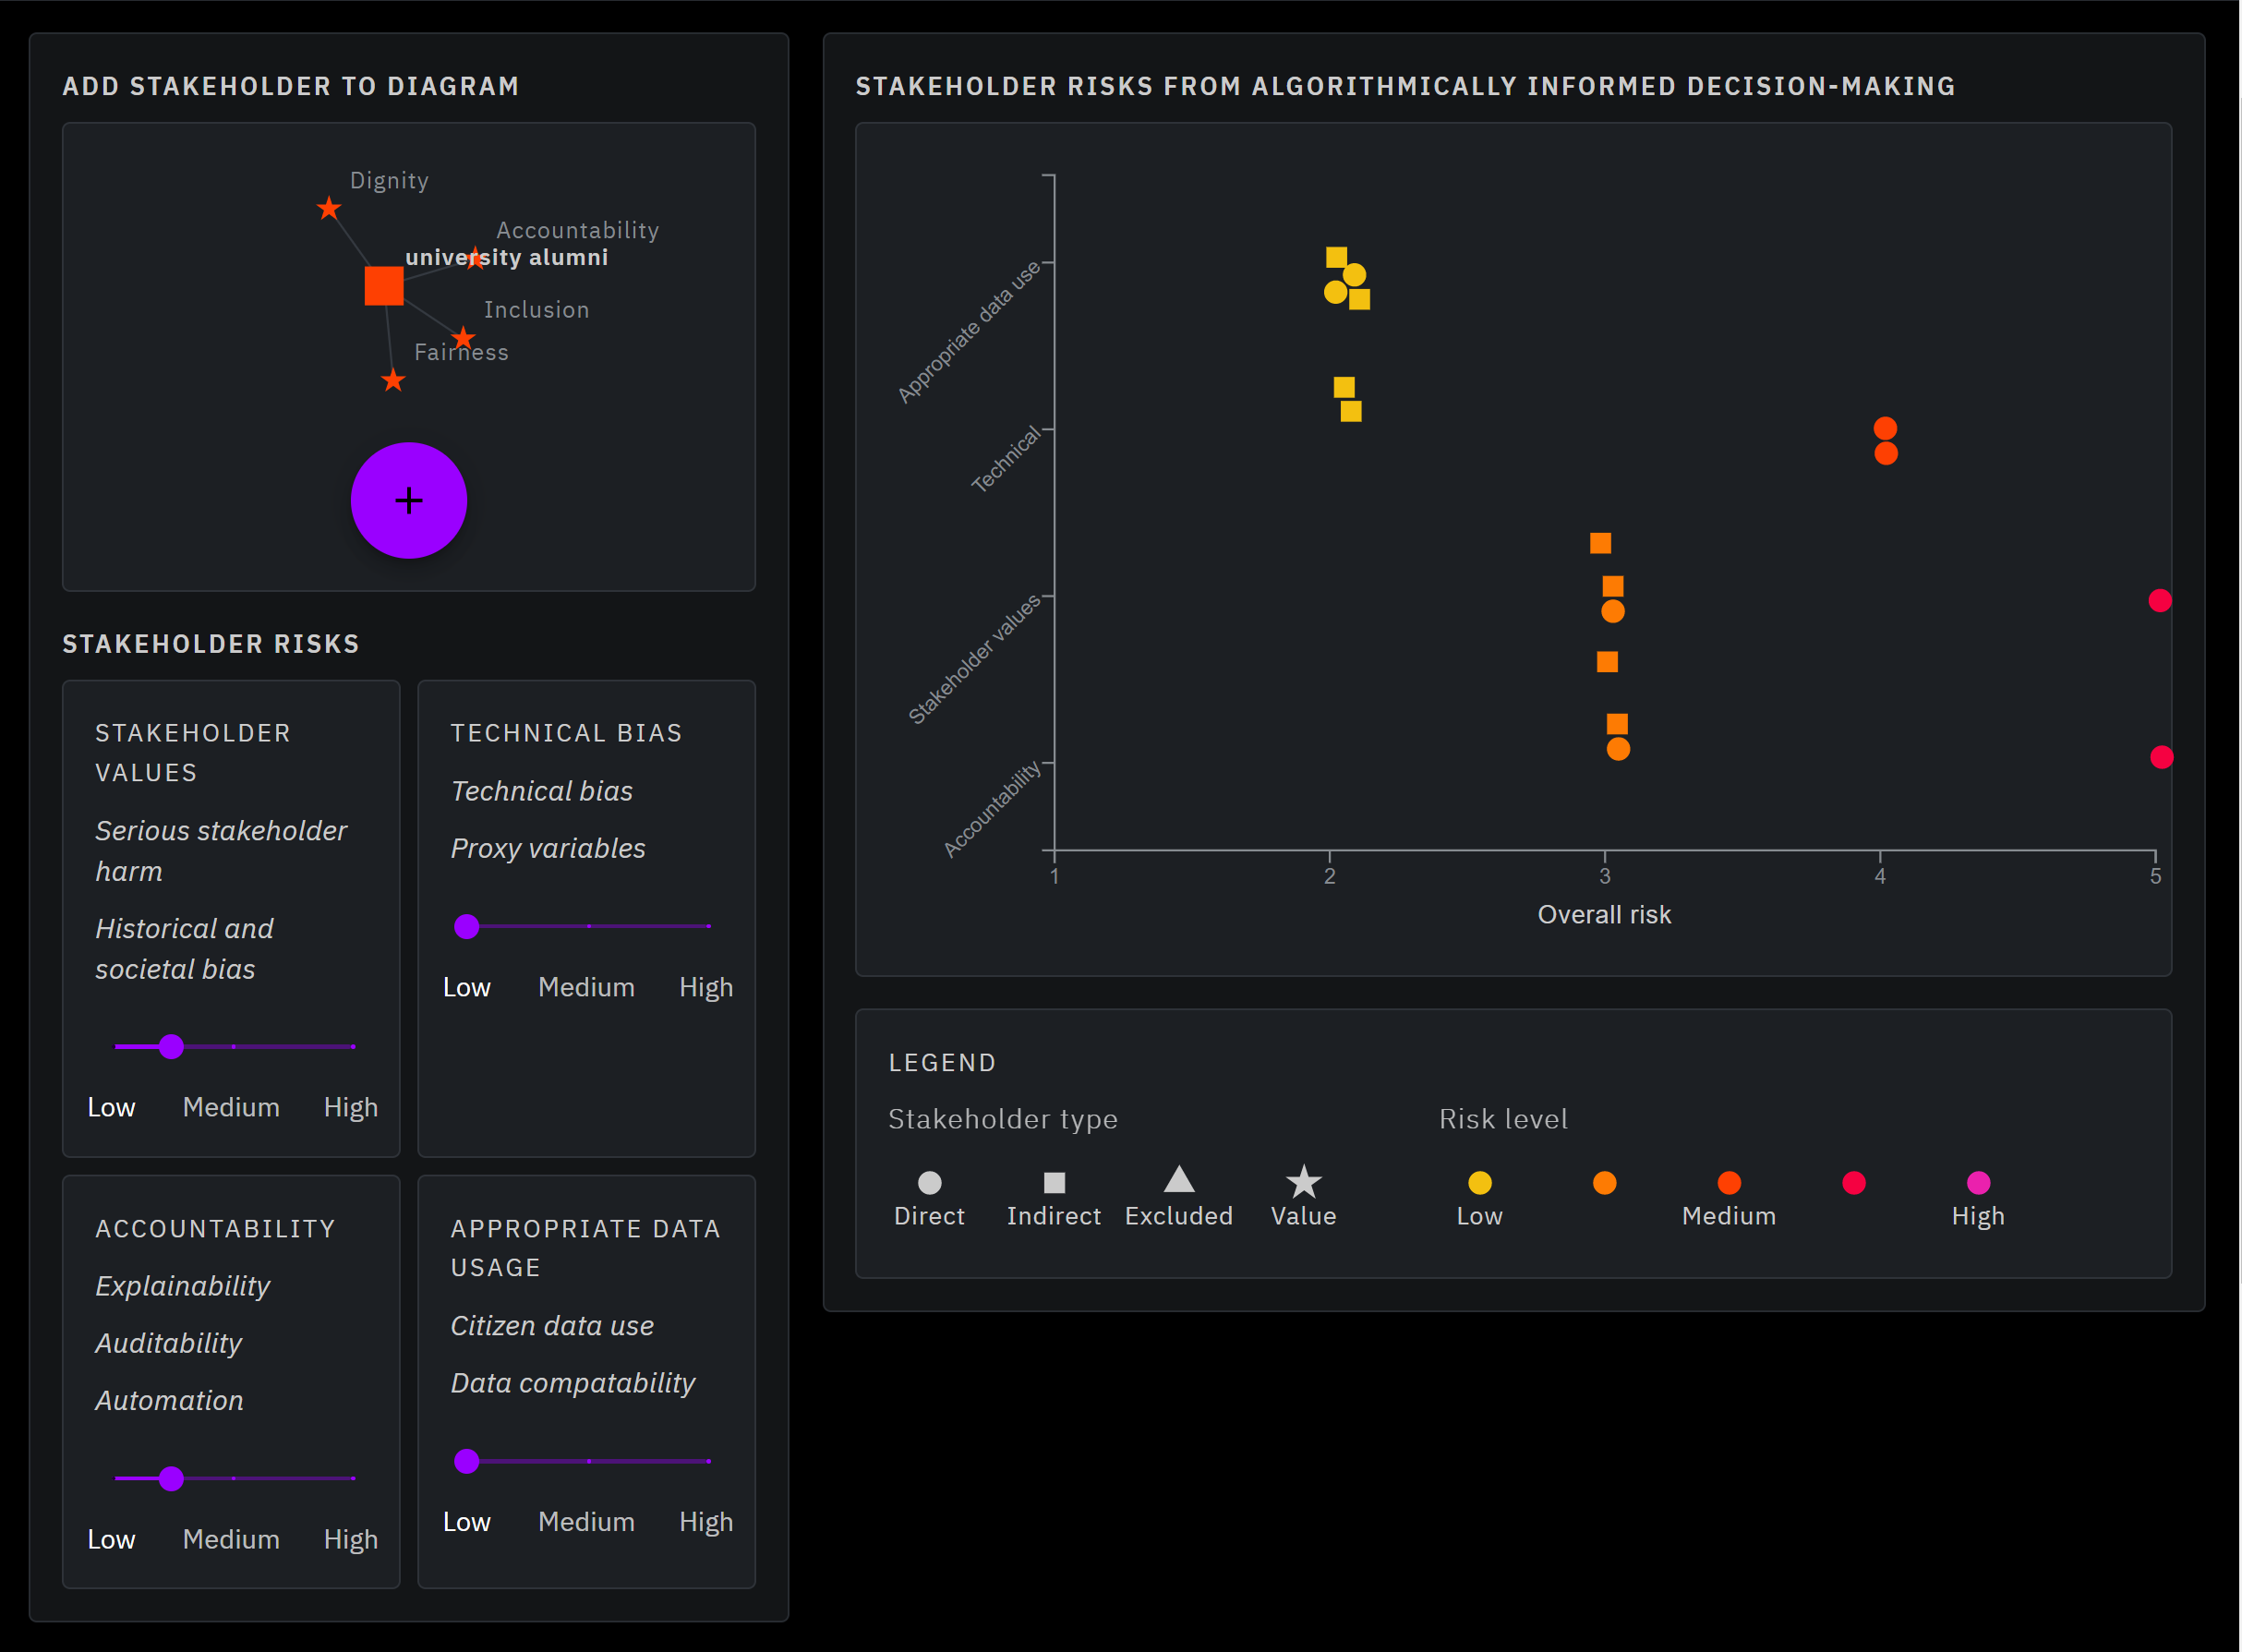 ADD STAKEHOLDER TO DIAGRAM
Dignity
Accountability
university alumni
Inclusion
Fairness
+
STAKEHOLDER RISKS
STAKEHOLDER
VALUES
Serious stakeholder
harm
Historical and
societal bias
Low Medium High
TECHNICAL BIAS
Technical bias
Proxy variables
Low Medium High
ACCOUNTABILITY
Explainability
Auditability
Automation
Low Medium High
APPROPRIATE DATA
USAGE
Citizen data use
Data compatability
Low Medium High
STAKEHOLDER RISKS FROM ALGORITHMICALLY INFORMED DECISION-MAKING
Appropriate data use
Technical
Stakeholder values
Accountability
1 2 3 4 5
Overall risk
LEGEND
Stakeholder type
Direct Indirect Excluded Value
Risk level
Low Medium High